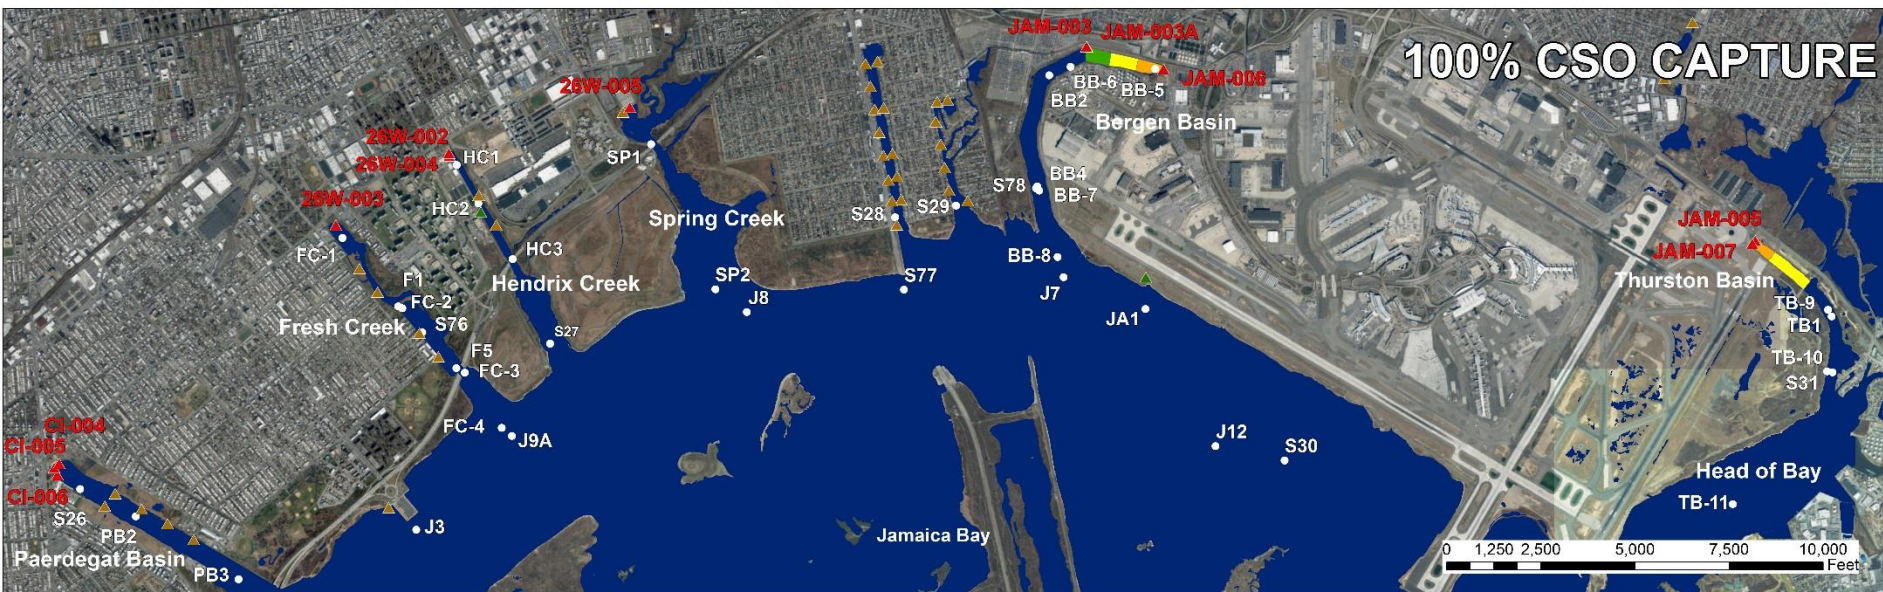 100% CSO CAPTURE
JAM-003
JAM-003A
JAM-006
BB-6
BB-5
BB2
Bergen Basin
26W-005
26W-002
26W-004
HC1
SP1
26W-003
HC2
FC-1
HC3
Hendrix Creek
Spring Creek
S28
S29
S78
BB4
BB-7
BB-8
J7
JA1
SP2
J8
S77
F1
FC-2
Fresh Creek
S76
S27
F5
FC-3
FC-4
J9A
JAM-005
JAM-007
Thurston Basin
TB-9
TB1
TB-10
S31
J12
S30
Head of Bay
TB-11
CI-004
CI-005
CI-006
S26
PB2
Paerdegat Basin
PB3
J3
Jamaica Bay
0 1,250 2,500 5,000 7,500 10,000
Feet